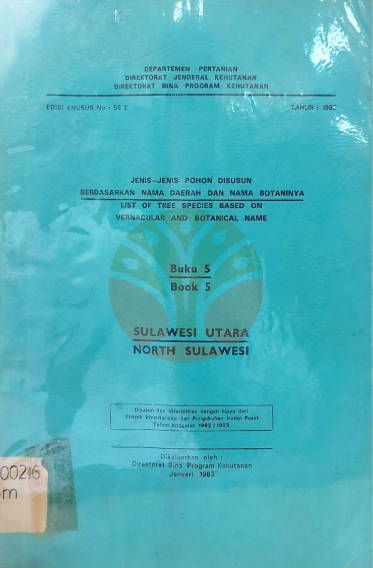 DEPARTEMEN PERTANIAN
DIREKTORAT JENDERAL KEHUTANAN
DIREKTORAT BINA PROGRAM KEHUTANAN
EDISI KHUSUS No : 58 E TAHUN : 1983
JENIS-JENIS POHON DISUSUN
BERDASARKAN NAMA DAERAH DAN NAMA BOTANINYA
LIST OF TREE SPECIES BASED ON
VERNACULAR AND BOTANICAL NAME
Buku 5
Book 5
SULAWESI UTARA
NORTH SULAWESI
Disusun dan diterbitkan dengan biaya dari
Proyek Inventarisasi dan Pengukuhan Hutan Pusat
Tahun Anggaran 1982/1983
Dikeluarkan oleh :
Direktorat Bina Program Kehutanan
Januari 1983
00216
om